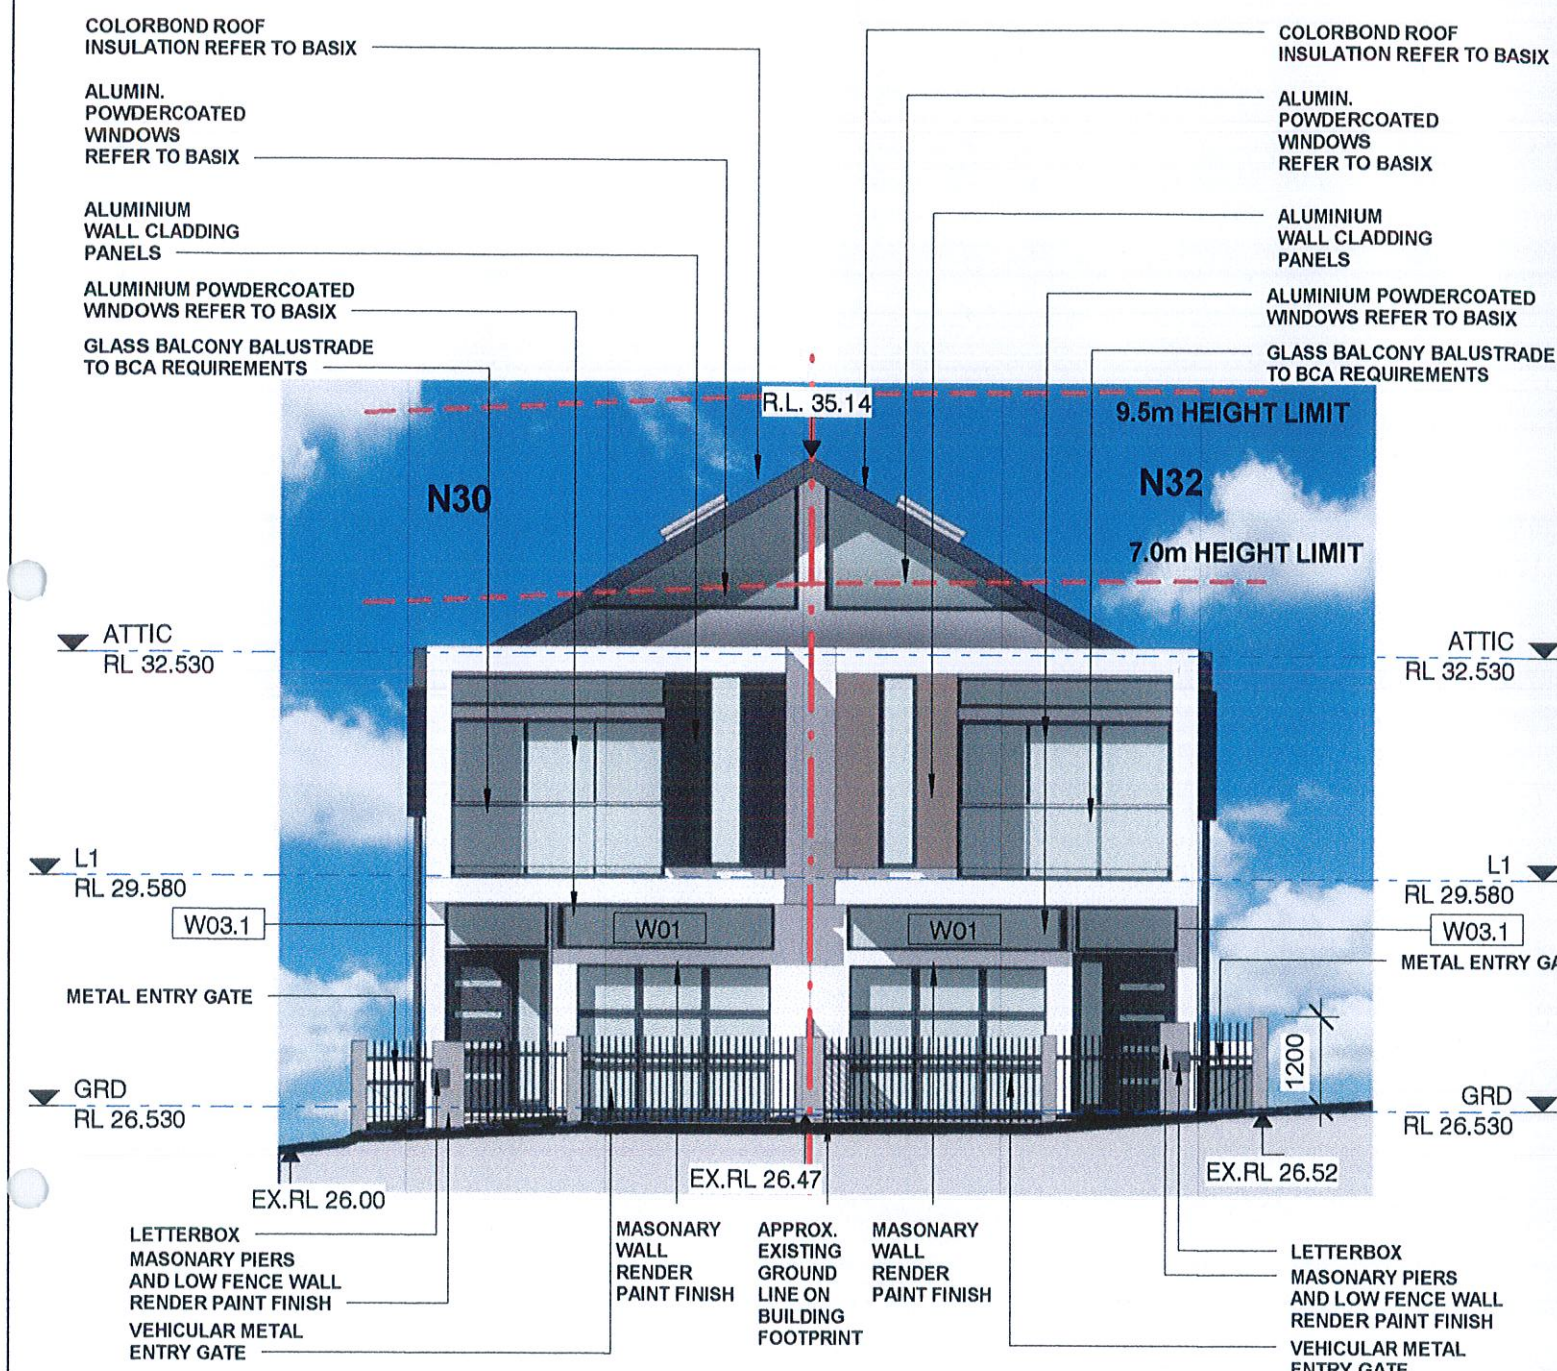 COLORBOND ROOF
INSULATION REFER TO BASIX
ALUMIN.
POWDERCOATED
WINDOWS
REFER TO BASIX
ALUMINIUM
WALL CLADDING
PANELS
ALUMINIUM POWDERCOATED
WINDOWS REFER TO BASIX
GLASS BALCONY BALUSTRADE
TO BCA REQUIREMENTS
COLORBOND ROOF
INSULATION REFER TO BASIX
ALUMIN.
POWDERCOATED
WINDOWS
REFER TO BASIX
ALUMINIUM
WALL CLADDING
PANELS
ALUMINIUM POWDERCOATED
WINDOWS REFER TO BASIX
GLASS BALCONY BALUSTRADE
TO BCA REQUIREMENTS
R.L. 35.14
9.5m HEIGHT LIMIT
N30
N32
7.0m HEIGHT LIMIT
ATTIC
RL 32.530
ATTIC
RL 32.530
L1
RL 29.580
L1
RL 29.580
W03.1
W01
W01
W03.1
METAL ENTRY GATE
METAL ENTRY GA
1200
GRD
RL 26.530
GRD
RL 26.530
EX.RL 26.00
EX.RL 26.47
EX.RL 26.52
LETTERBOX
MASONARY PIERS
AND LOW FENCE WALL
RENDER PAINT FINISH
VEHICULAR METAL
ENTRY GATE
MASONARY
WALL
RENDER
PAINT FINISH
APPROX.
EXISTING
GROUND
LINE ON
BUILDING
FOOTPRINT
MASONARY
WALL
RENDER
PAINT FINISH
LETTERBOX
MASONARY PIERS
AND LOW FENCE WALL
RENDER PAINT FINISH
VEHICULAR METAL
ENTRY GATE